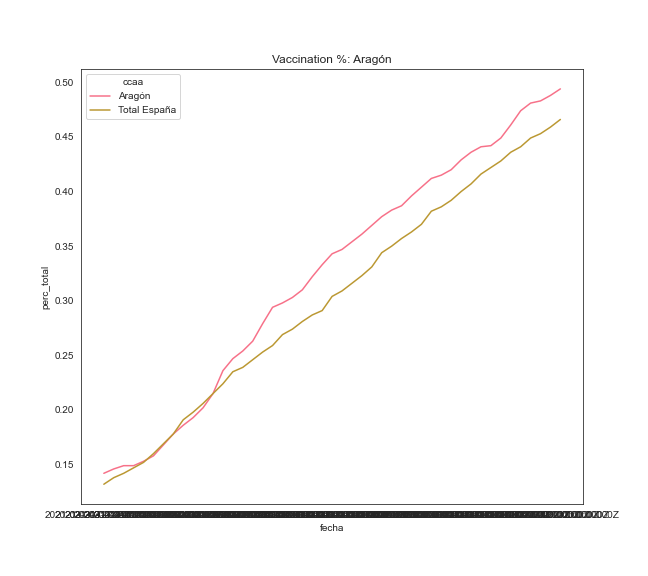 Vaccination %: Aragón
ccaa
Aragón
Total España
0.50
0.45
0.40
0.35
0.30
0.25
0.20
0.15
perc_total
fecha